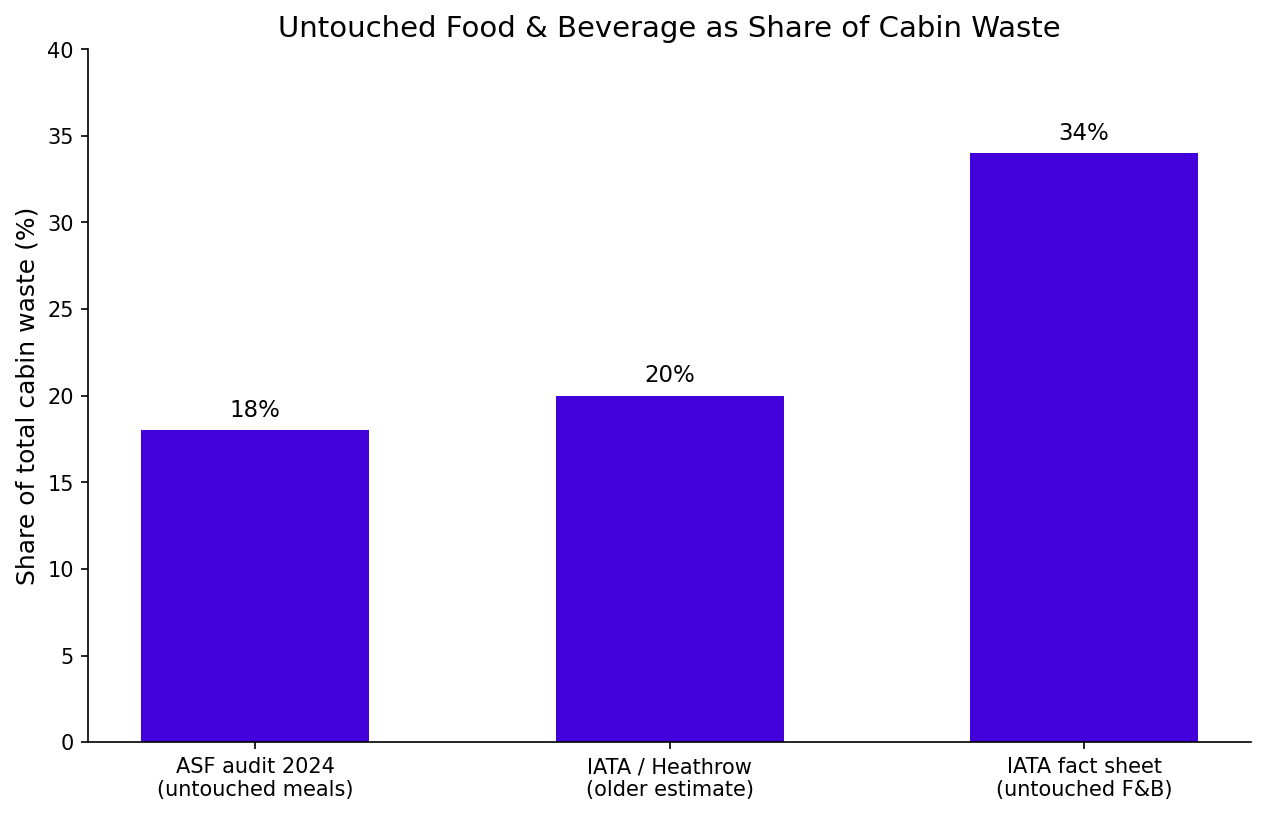 Untouched Food & Beverage as Share of Cabin Waste
Share of total cabin waste (%)
40
35
30
25
20
15
10
5
0
18%
20%
34%
ASF audit 2024
(untouched meals)
IATA / Heathrow
(older estimate)
IATA fact sheet
(untouched F&B)